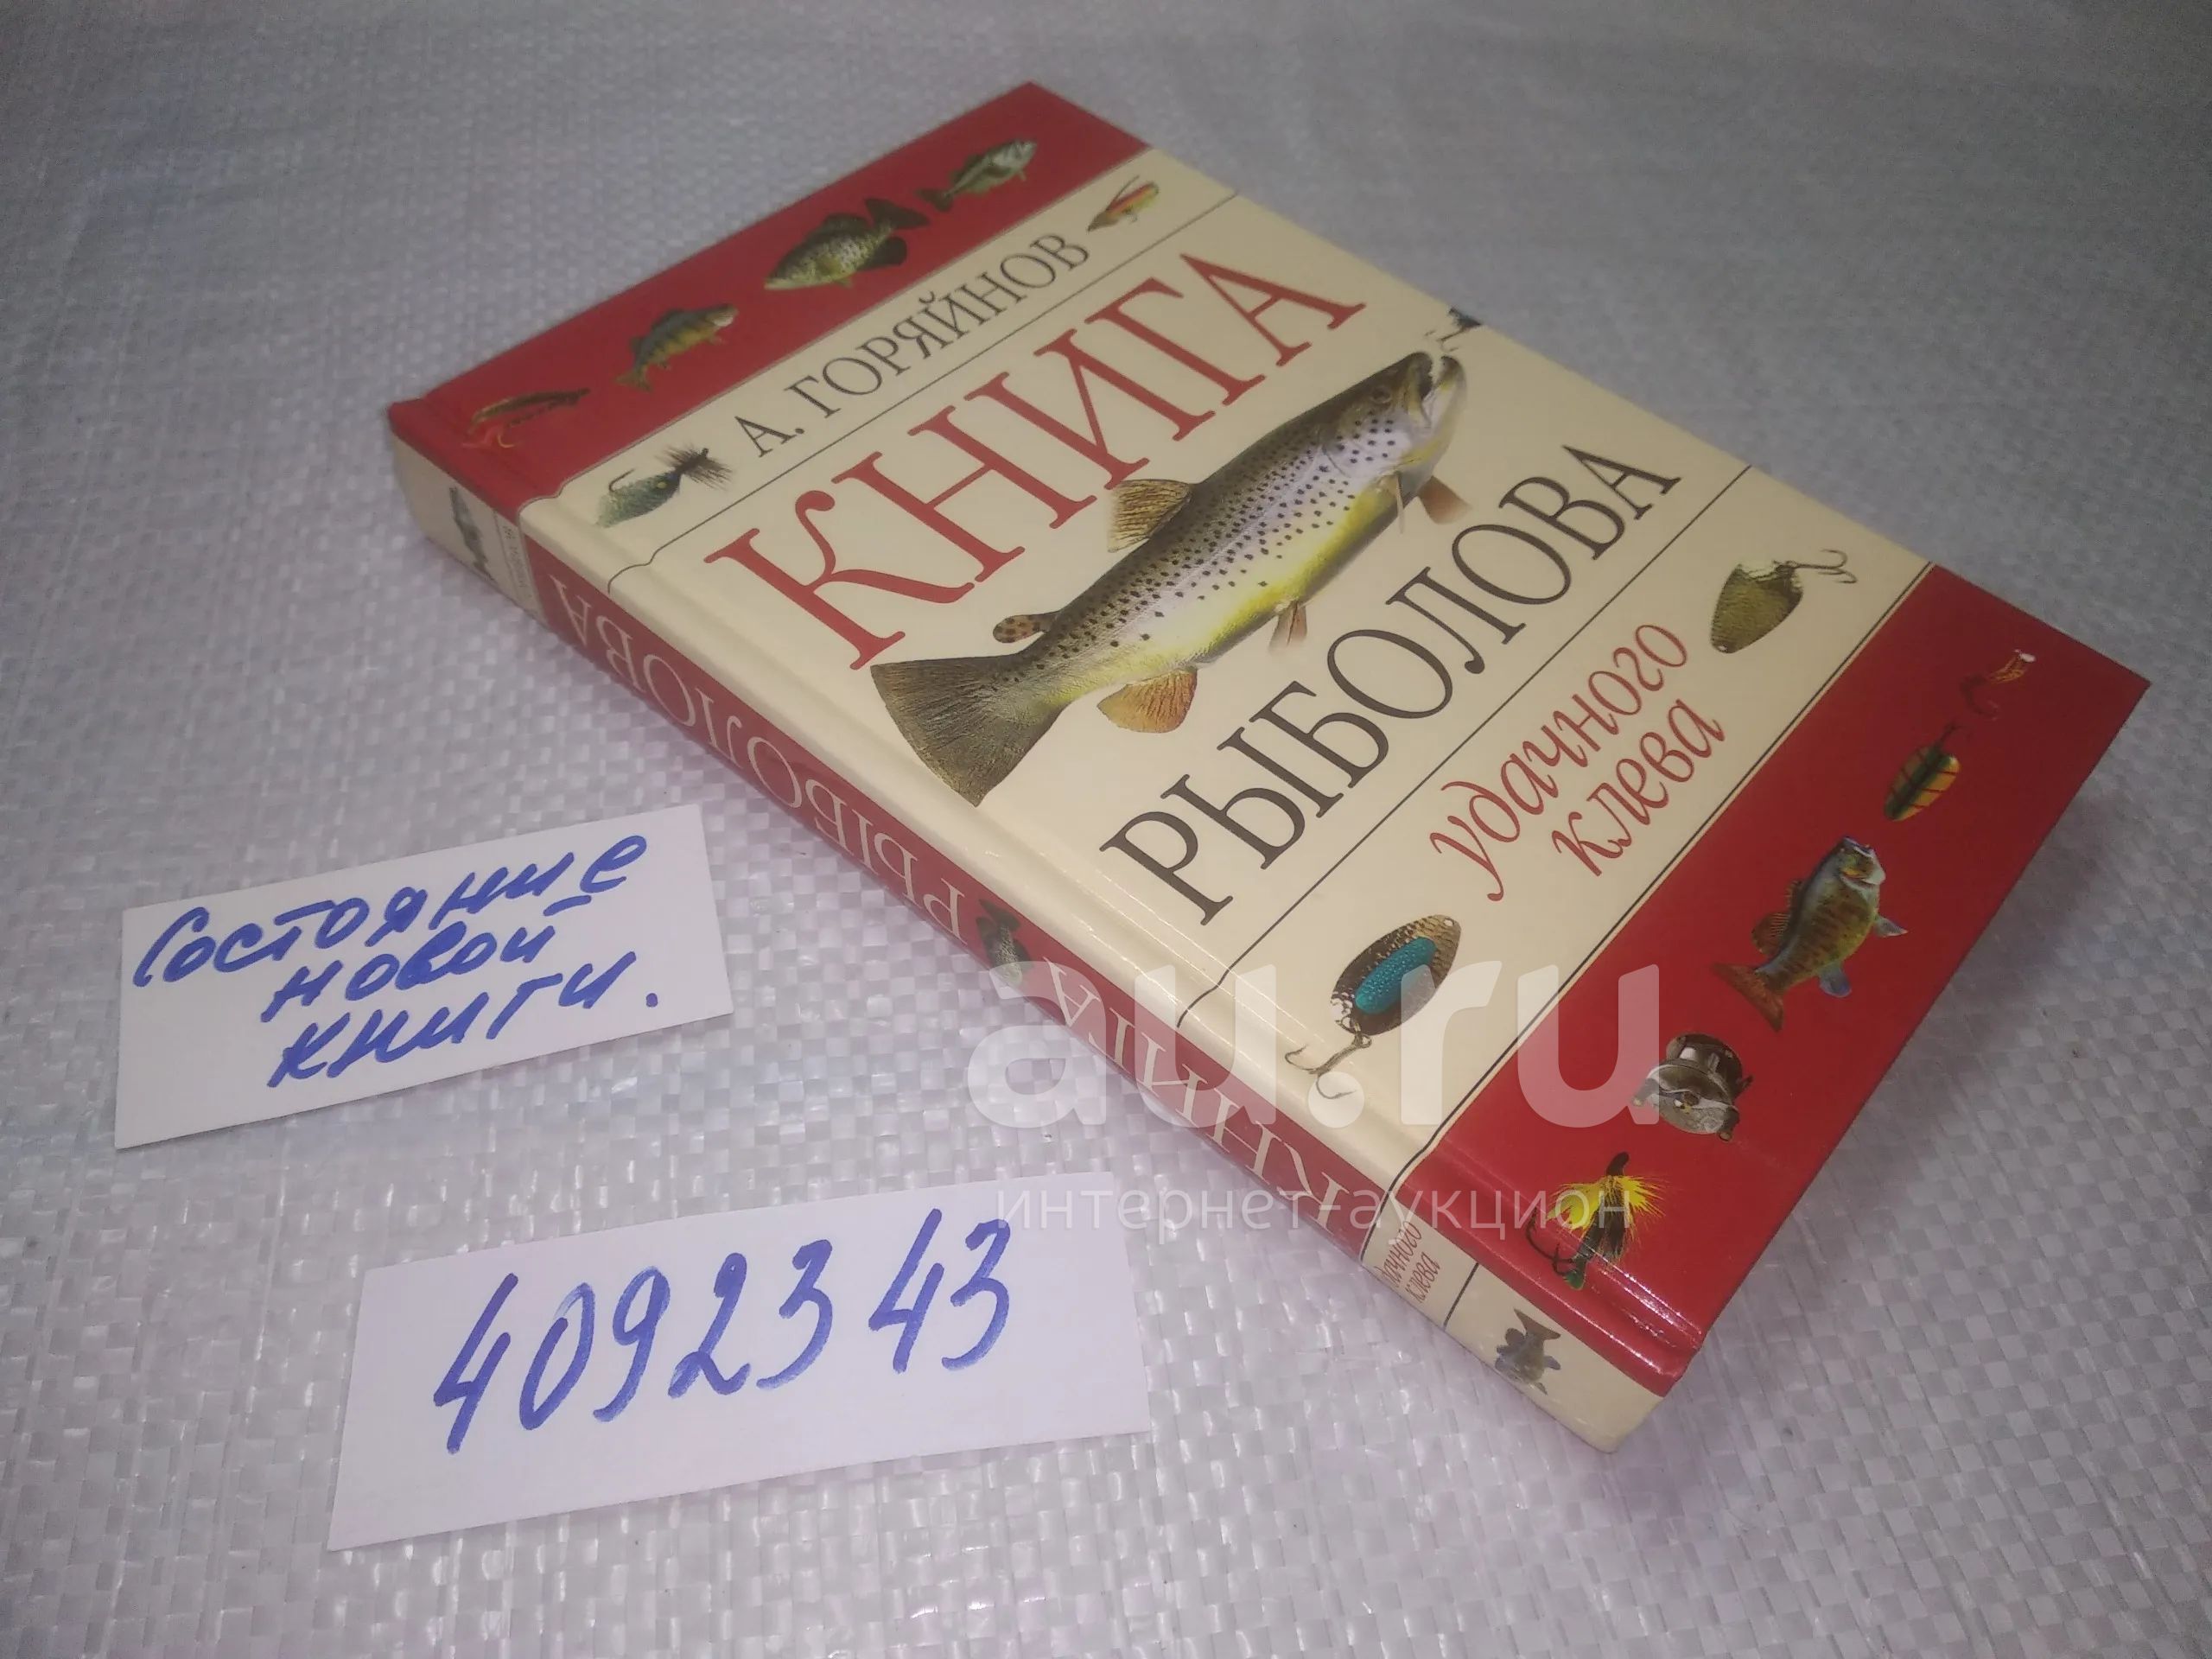 А. ГОРЯЙНОВ
КНИГА
РЫБОЛОВА
удачного
клева
КНИГА РЫБОЛОВА
удачного
клева
Состояние
новой
книги.
4092343
au.ru
интернет-аукцион